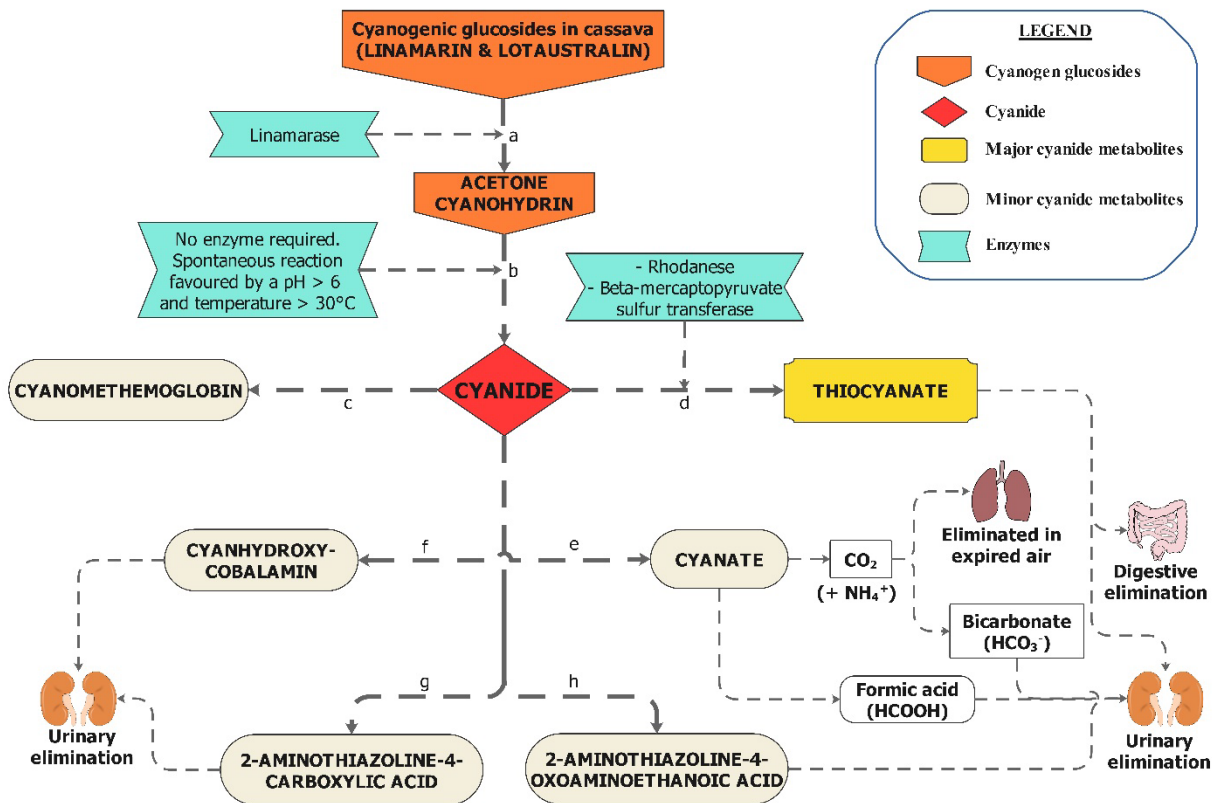 Cyanogenic glucosides in cassava
(LINAMARIN & LOTAUSTRALIN)
LEGEND
Cyanogen glucosides
Cyanide
Major cyanide metabolites
Minor cyanide metabolites
Enzymes
Linamarase
a
ACETONE
CYANOHYDRIN
No enzyme required.
Spontaneous reaction
favoured by a pH > 6
and temperature > 30°C
b
- Rhodanese
- Beta-mercaptopyruvate
sulfur transferase
CYANOMETHEMOGLOBIN
c
CYANIDE
d
THIOCYANATE
CYANHYDROXY-
COBALAMIN
f
e
CYANATE
CO₂
(+ NH₄⁺)
Eliminated in
expired air
Digestive
elimination
Bicarbonate
(HCO₃⁻)
Formic acid
(HCOOH)
Urinary
elimination
g
h
Urinary
elimination
2-AMINOTHIAZOLINE-4-
CARBOXYLIC ACID
2-AMINOTHIAZOLINE-4-
OXOAMINOETHANOIC ACID